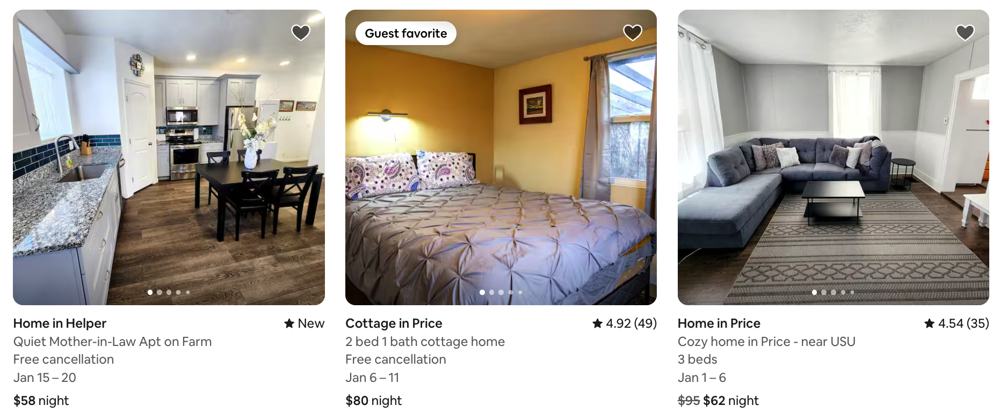 Guest favorite
Home in Helper
★ New
Quiet Mother-in-Law Apt on Farm
Free cancellation
Jan 15 – 20
$58 night
Cottage in Price
★ 4.92 (49)
2 bed 1 bath cottage home
Free cancellation
Jan 6 – 11
$80 night
Home in Price
★ 4.54 (35)
Cozy home in Price - near USU
3 beds
Jan 1 – 6
$95 $62 night